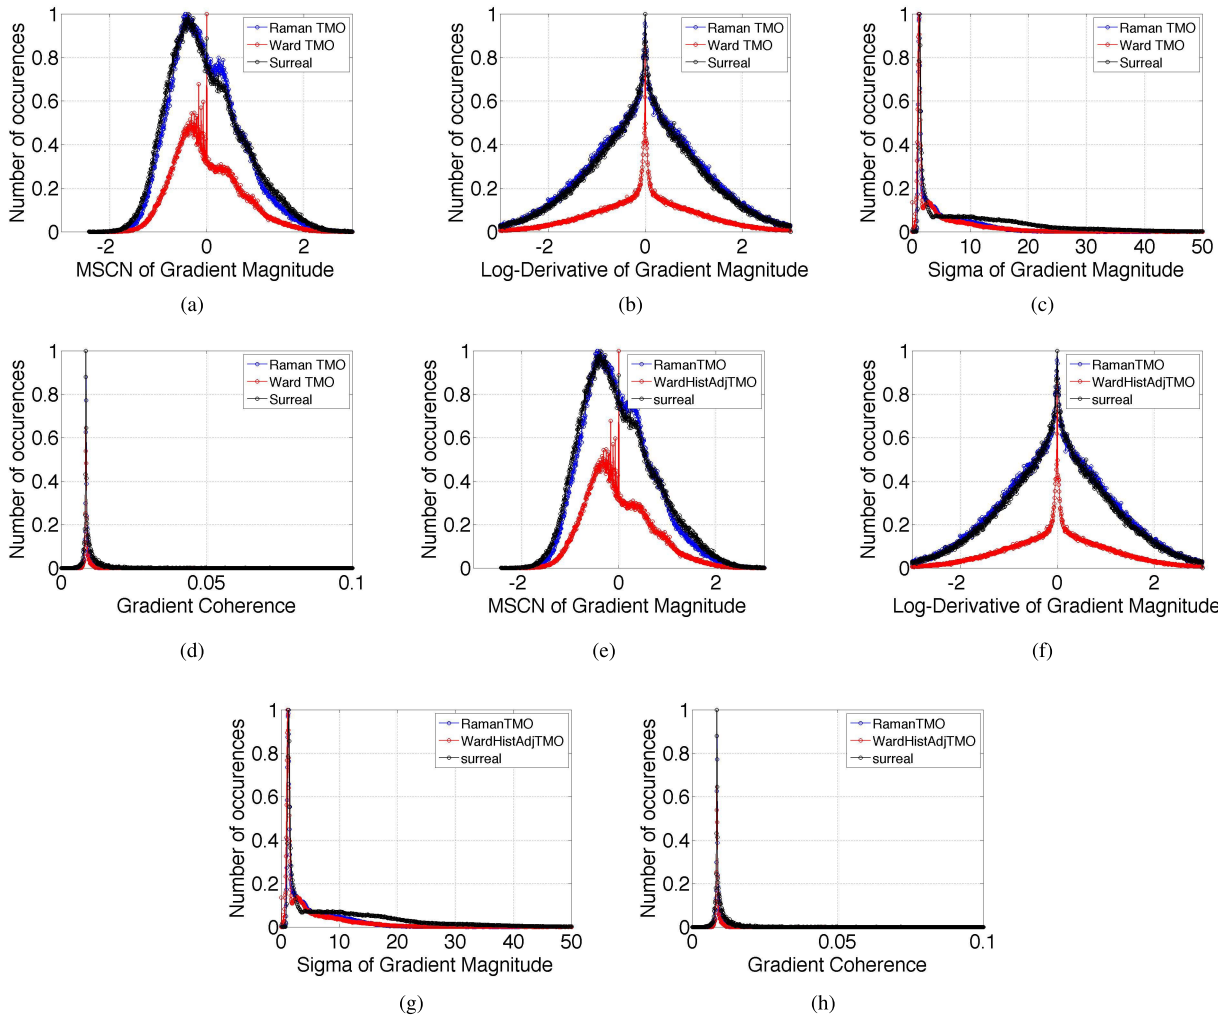 Number of occurences
1
0.8
0.6
0.4
0.2
0
-2
0
2
MSCN of Gradient Magnitude
Raman TMO
Ward TMO
Surreal
(a)
Number of occurences
1
0.8
0.6
0.4
0.2
0
-2
0
2
Log-Derivative of Gradient Magnitude
Raman TMO
Ward TMO
Surreal
(b)
Number of occurences
1
0.8
0.6
0.4
0.2
0
0
10
20
30
40
50
Sigma of Gradient Magnitude
Raman TMO
Ward TMO
Surreal
(c)
Number of occurences
1
0.8
0.6
0.4
0.2
0
0
0.05
0.1
Gradient Coherence
Raman TMO
Ward TMO
Surreal
(d)
Number of occurences
1
0.8
0.6
0.4
0.2
0
-2
0
2
MSCN of Gradient Magnitude
RamanTMO
WardHistAdjTMO
surreal
(e)
Number of occurences
1
0.8
0.6
0.4
0.2
0
-2
0
2
Log-Derivative of Gradient Magnitude
RamanTMO
WardHistAdjTMO
surreal
(f)
Number of occurences
1
0.8
0.6
0.4
0.2
0
0
10
20
30
40
50
Sigma of Gradient Magnitude
RamanTMO
WardHistAdjTMO
surreal
(g)
Number of occurences
1
0.8
0.6
0.4
0.2
0
0
0.05
0.1
Gradient Coherence
RamanTMO
WardHistAdjTMO
surreal
(h)